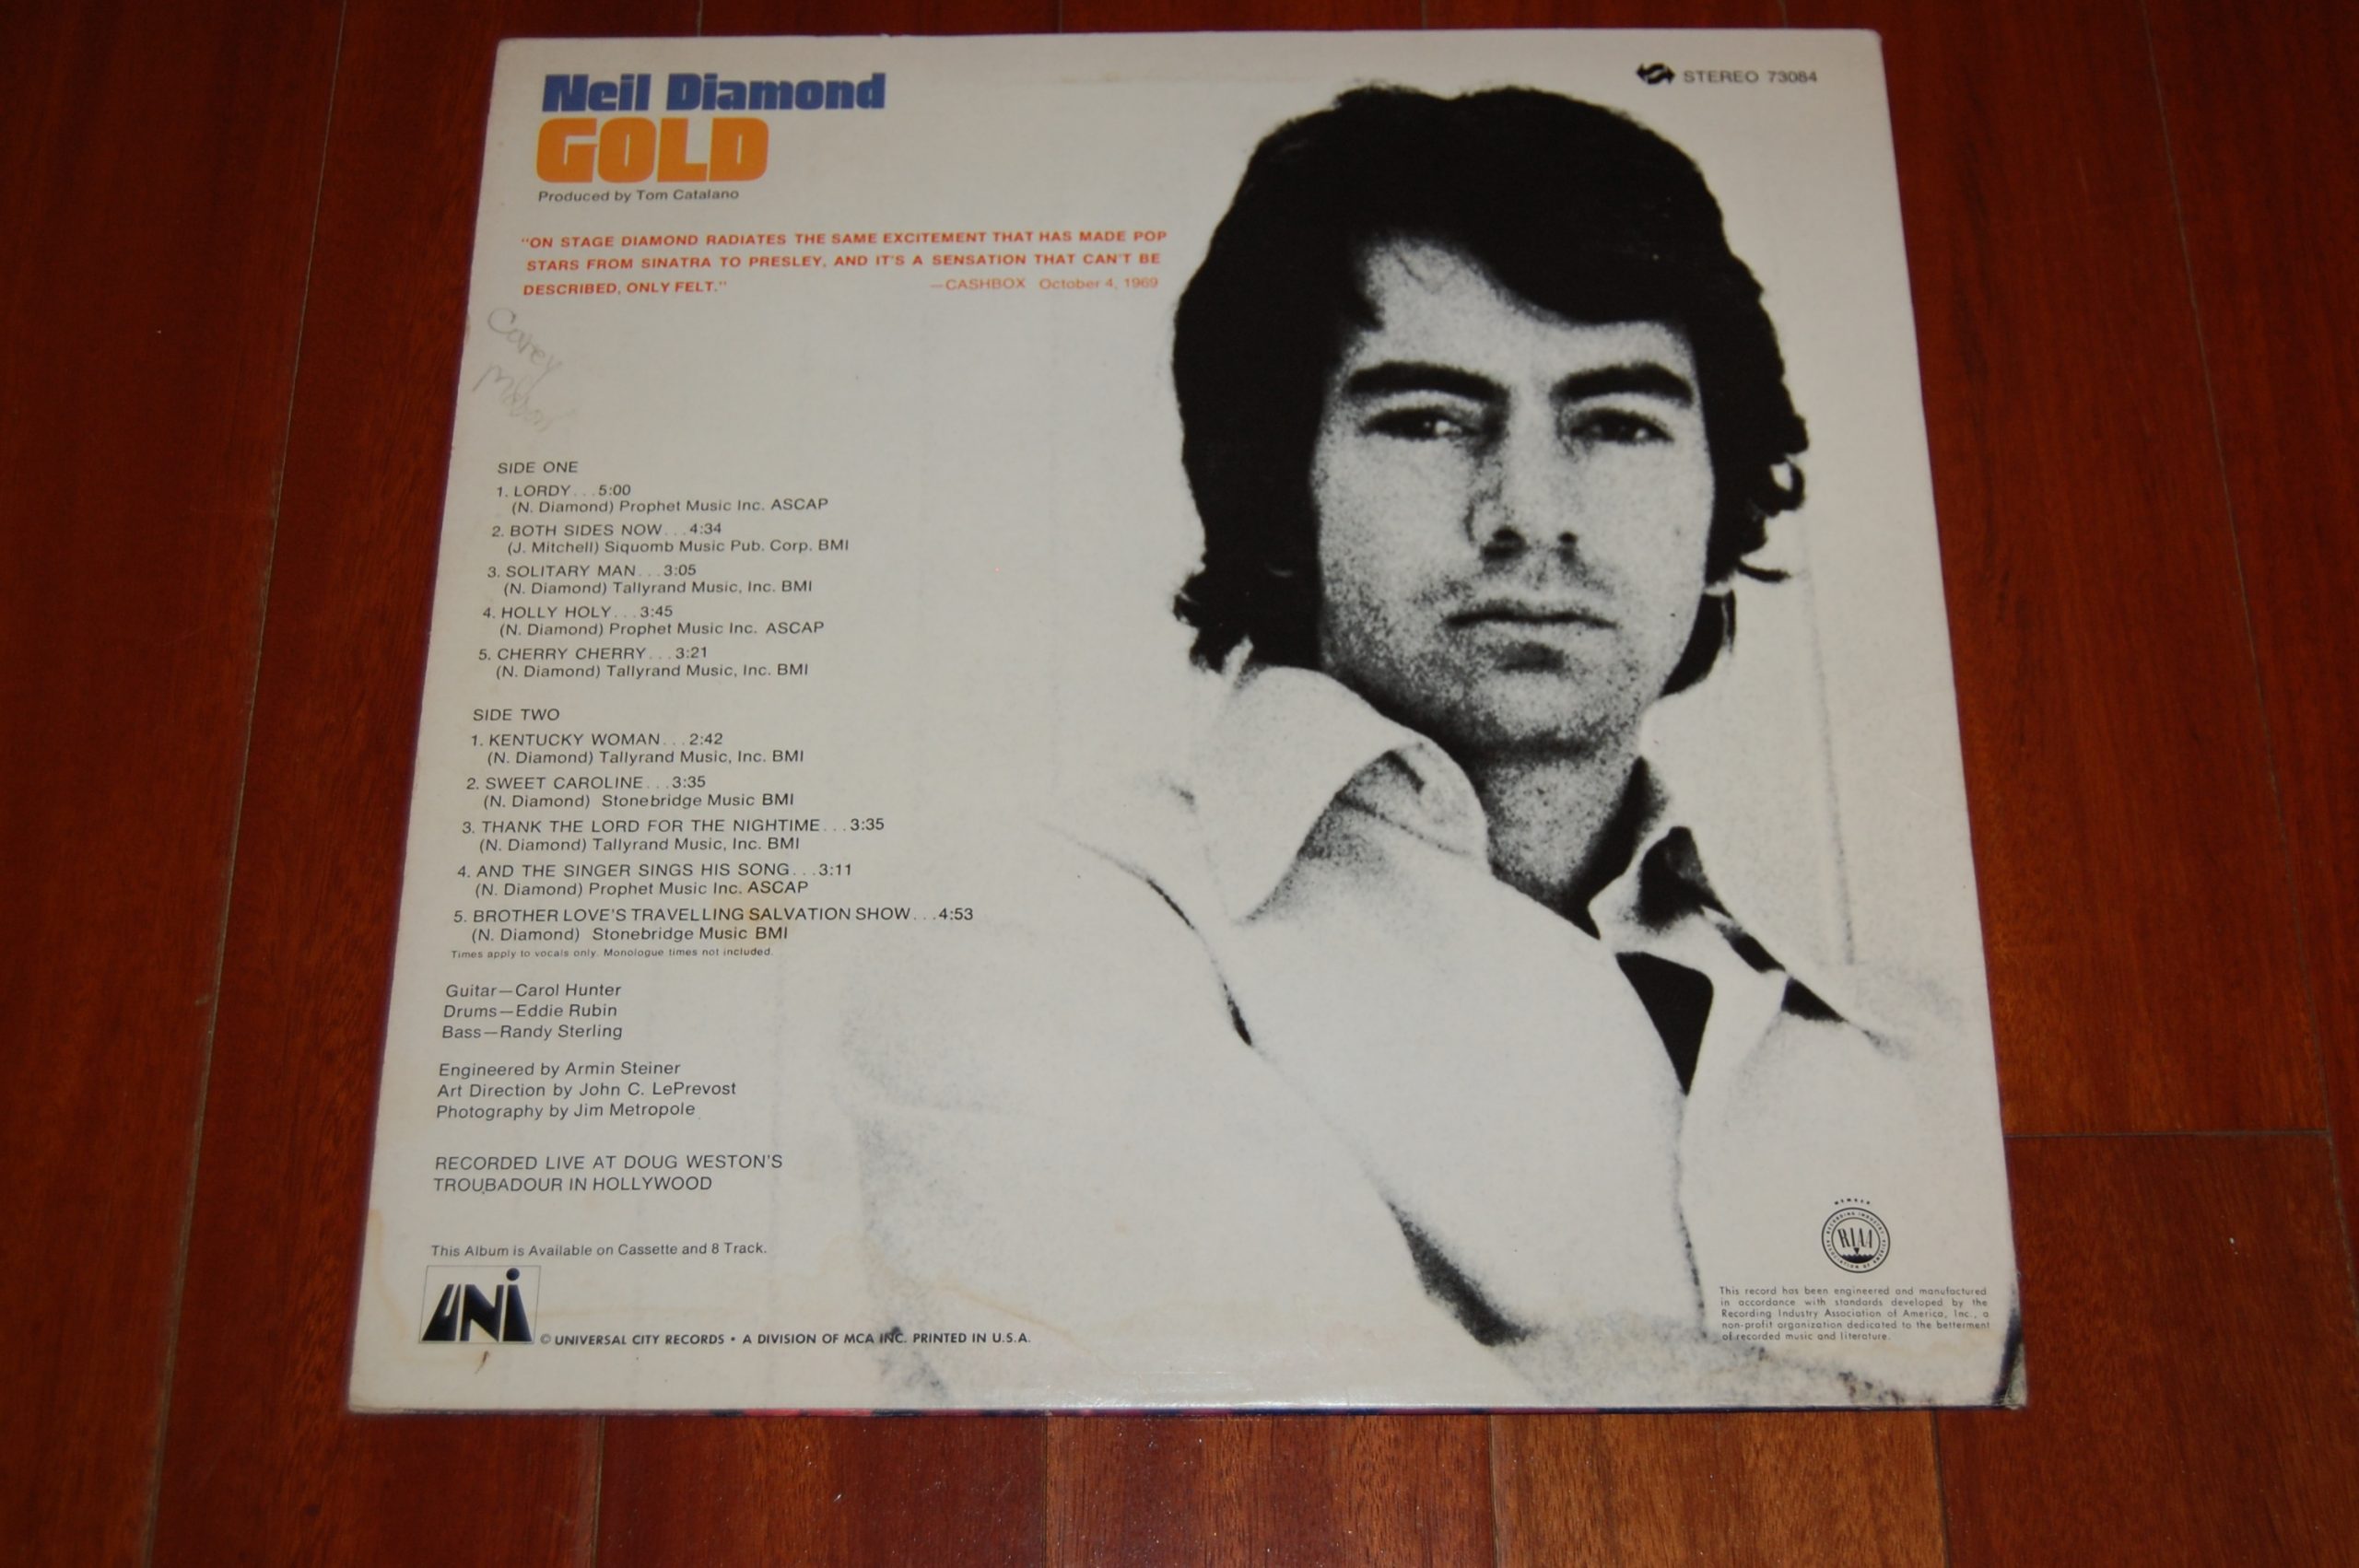 Neil Diamond
GOLD
Produced by Tom Catalano
STEREO 73084
"ON STAGE DIAMOND RADIATES THE SAME EXCITEMENT THAT HAS MADE POP
STARS FROM SINATRA TO PRESLEY, AND IT'S A SENSATION THAT CAN'T BE
DESCRIBED, ONLY FELT." —CASHBOX October 4, 1969
Carey
SIDE ONE
1. LORDY...5:00
(N. Diamond) Prophet Music Inc. ASCAP
2. BOTH SIDES NOW...4:34
(J. Mitchell) Siquomb Music Pub. Corp. BMI
3. SOLITARY MAN...3:05
(N. Diamond) Tallyrand Music, Inc. BMI
4. HOLLY HOLY...3:45
(N. Diamond) Prophet Music Inc. ASCAP
5. CHERRY CHERRY...3:21
(N. Diamond) Tallyrand Music, Inc. BMI
SIDE TWO
1. KENTUCKY WOMAN...2:42
(N. Diamond) Tallyrand Music, Inc. BMI
2. SWEET CAROLINE...3:35
(N. Diamond) Stonebridge Music BMI
3. THANK THE LORD FOR THE NIGHTIME...3:35
(N. Diamond) Tallyrand Music, Inc. BMI
4. AND THE SINGER SINGS HIS SONG...3:11
(N. Diamond) Prophet Music Inc. ASCAP
5. BROTHER LOVE'S TRAVELLING SALVATION SHOW...4:53
(N. Diamond) Stonebridge Music BMI
Times apply to vocals only. Monologue times not included.
Guitar—Carol Hunter
Drums—Eddie Rubin
Bass—Randy Sterling
Engineered by Armin Steiner
Art Direction by John C. LePrevost
Photography by Jim Metropole
RECORDED LIVE AT DOUG WESTON'S
TROUBADOUR IN HOLLYWOOD
This Album is Available on Cassette and 8 Track.
UNi
© UNIVERSAL CITY RECORDS • A DIVISION OF MCA INC. PRINTED IN U.S.A.
MEMBER
RIAA
This record has been engineered and manufactured
in accordance with standards developed by the
Recording Industry Association of America, Inc., a
non-profit organization dedicated to the betterment
of recorded music and literature.